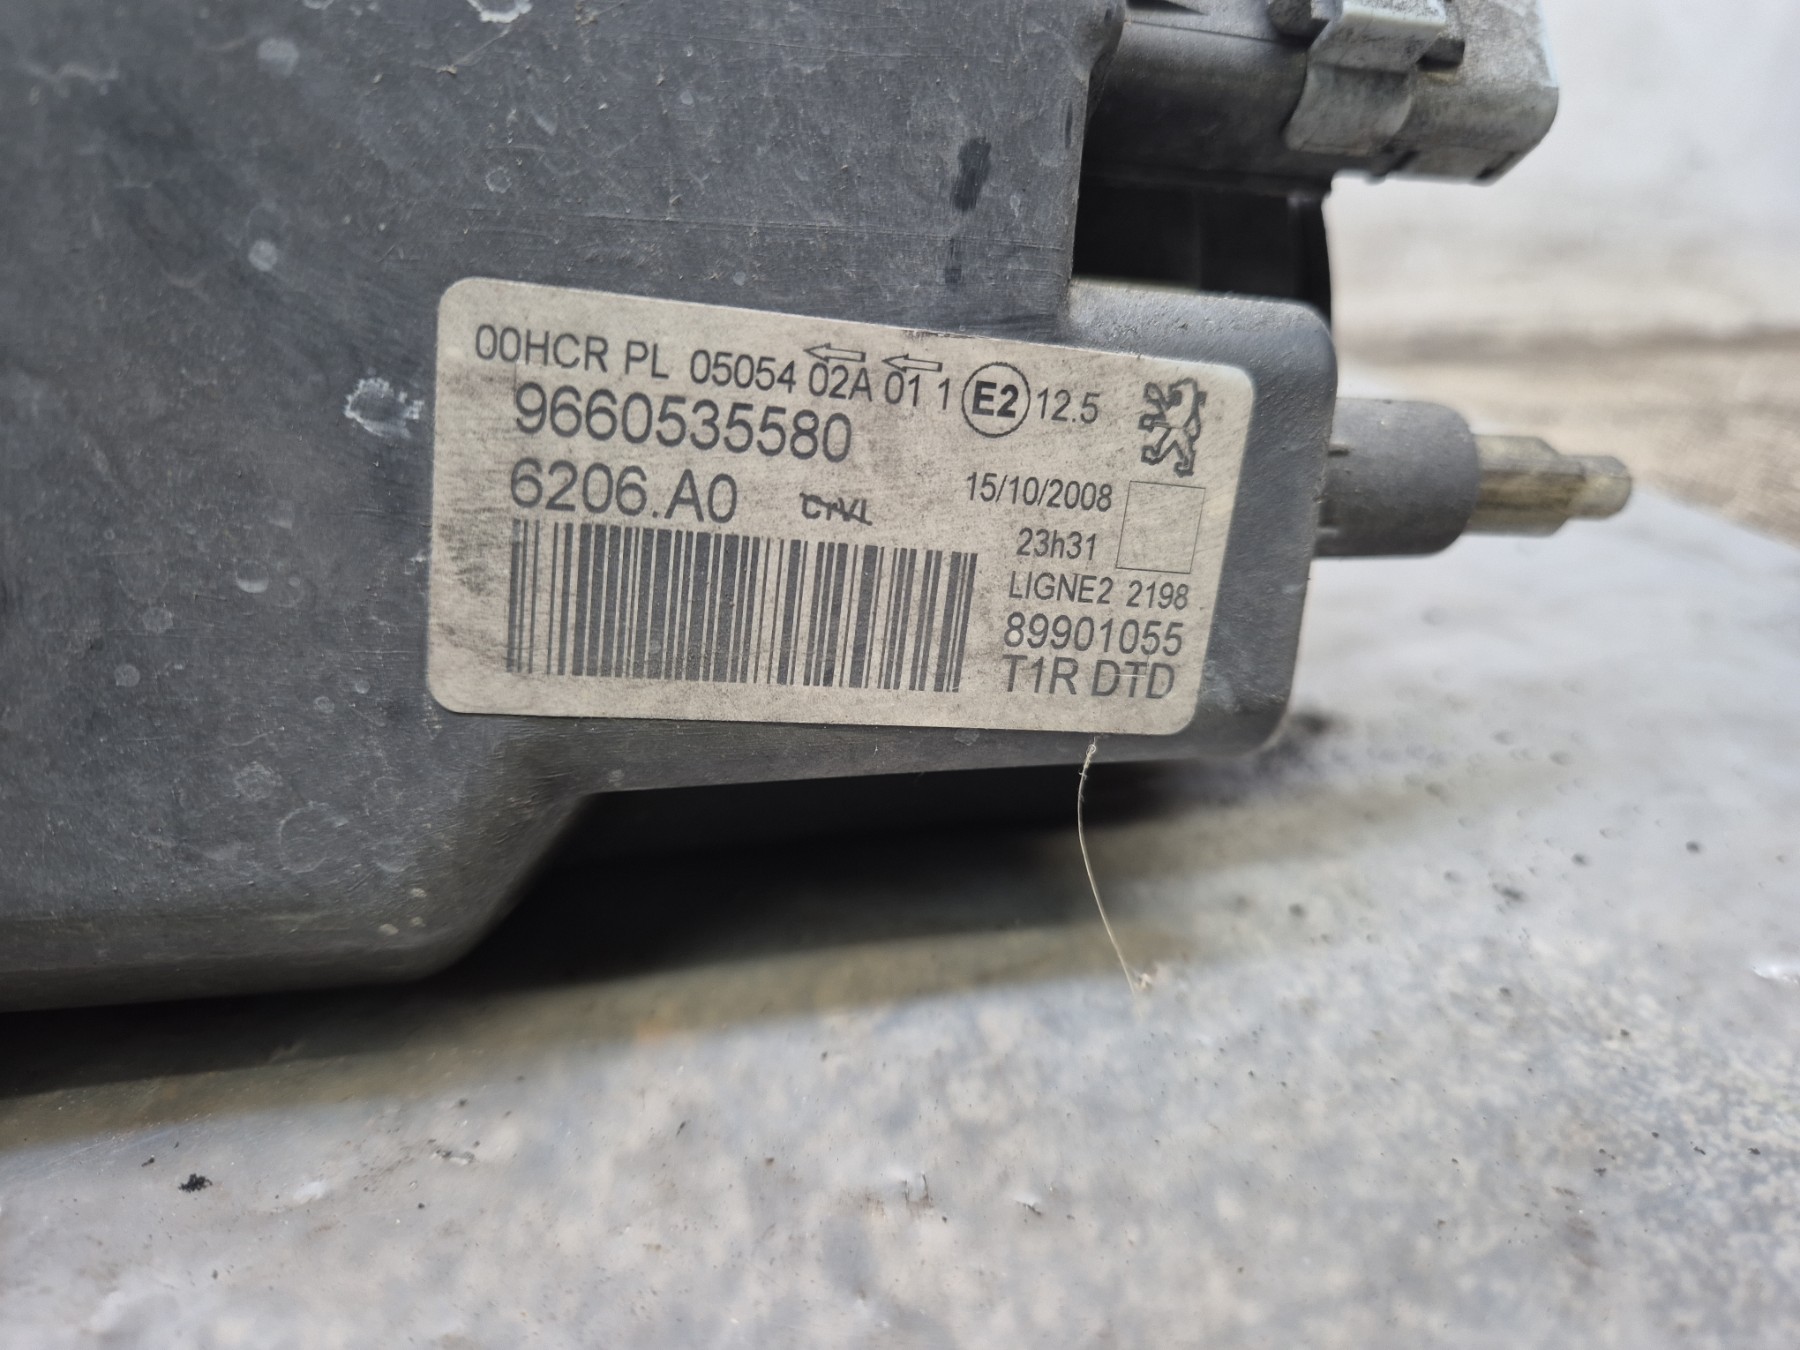 00HCR PL 05054 02A 01 1 E2 12.5
9660535580
6206.A0
15/10/2008
23h31
LIGNE2 2198
89901055
T1R DTD